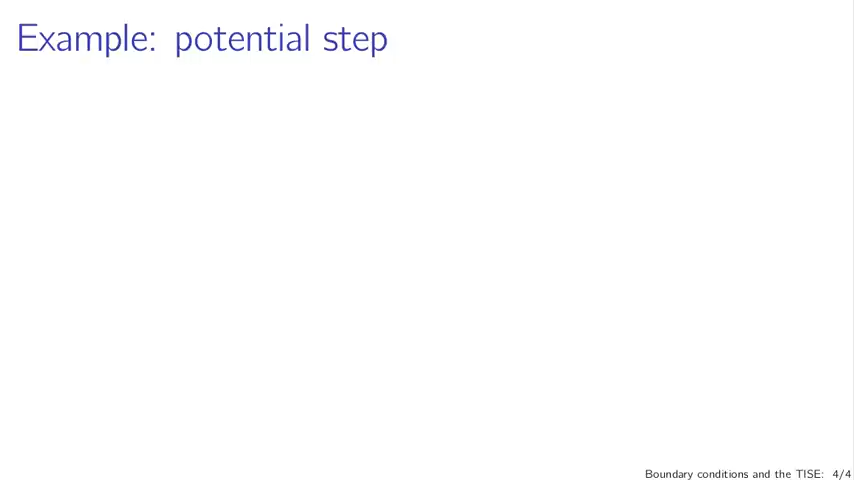 Example: potential step
Boundary conditions and the TISE: 4/4